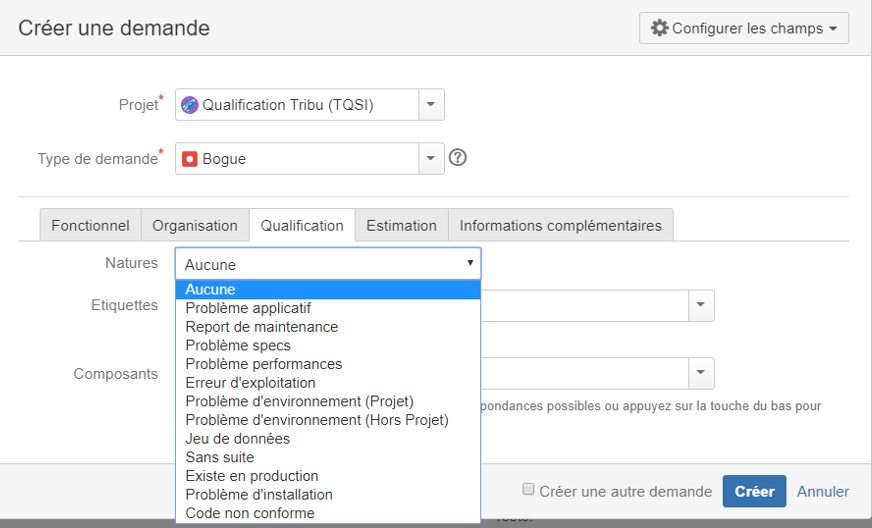 Créer une demande
Configurer les champs
Projet*
Qualification Tribu (TQSI)
Type de demande*
Bogue
Fonctionnel
Organisation
Qualification
Estimation
Informations complémentaires
Natures
Aucune
Aucune
Problème applicatif
Report de maintenance
Problème specs
Problème performances
Erreur d'exploitation
Problème d'environnement (Projet)
Problème d'environnement (Hors Projet)
Jeu de données
Sans suite
Existe en production
Problème d'installation
Code non conforme
Etiquettes
Composants
pondances possibles ou appuyez sur la touche du bas pour
Créer une autre demande
Créer
Annuler